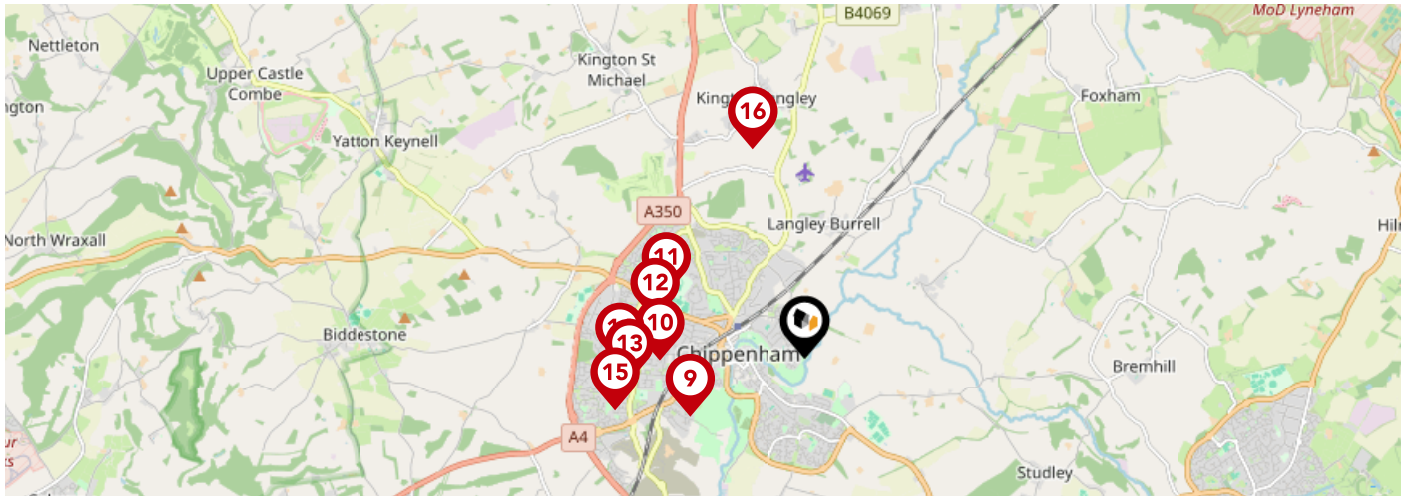 B4069
MoD Lyneham
Nettleton
Kington St
Michael
Upper Castle
Combe
Foxham
16
Yatton Keynell
A350
Langley Burrell
North Wraxall
11
12
10
13
Biddestone
Chippenham
15
9
Bremhill
A4
Studley